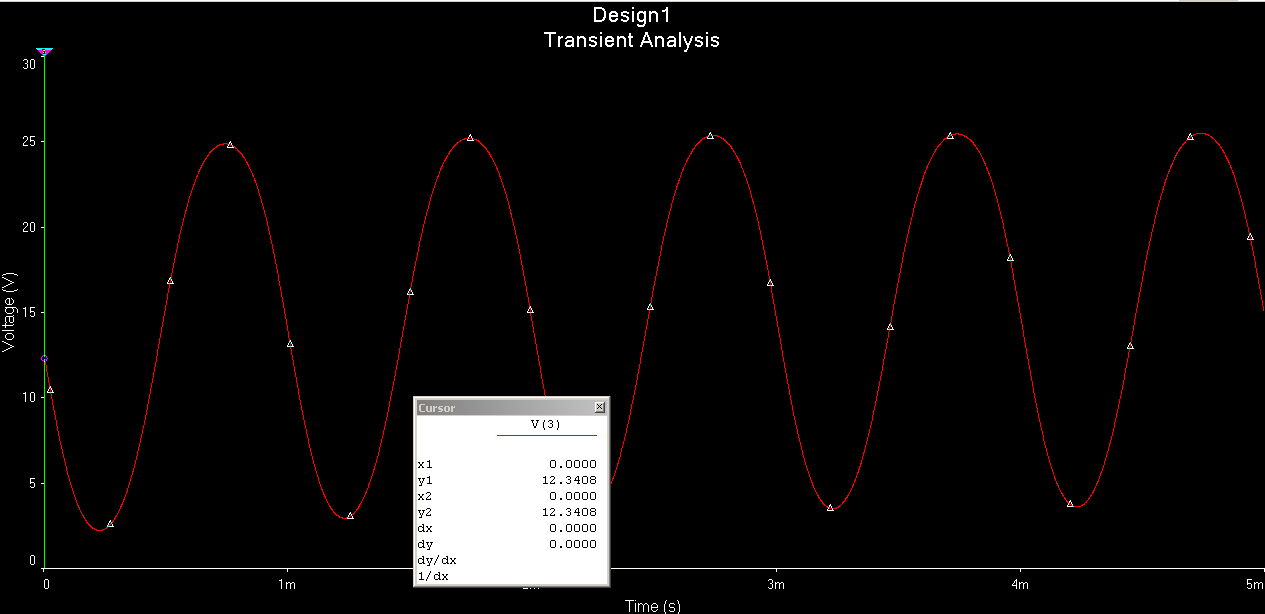 Design1
Transient Analysis
30
25
20
15
10
5
0
Voltage (V)
Cursor
V(3)
x1 0.0000
y1 12.3408
x2 0.0000
y2 12.3408
dx 0.0000
dy 0.0000
dy/dx
1/dx
0 1m 3m 4m 5m
Time (s)